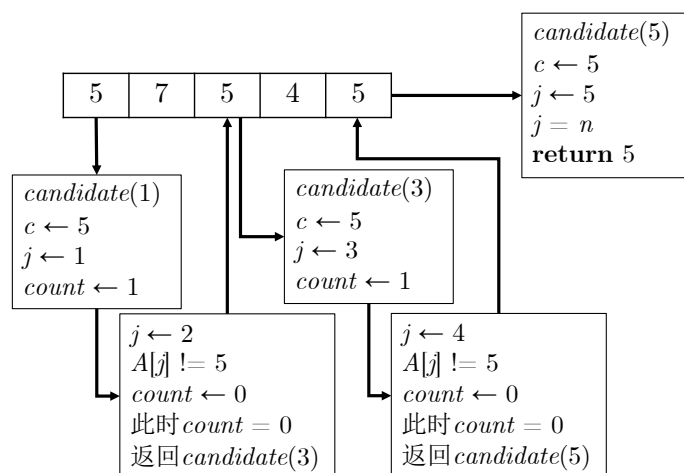 5 7 5 4 5
candidate(1)
c ← 5
j ← 1
count ← 1
j ← 2
A[j] != 5
count ← 0
此时count = 0
返回candidate(3)
candidate(3)
c ← 5
j ← 3
count ← 1
j ← 4
A[j] != 5
count ← 0
此时count = 0
返回candidate(5)
candidate(5)
c ← 5
j ← 5
j = n
return 5